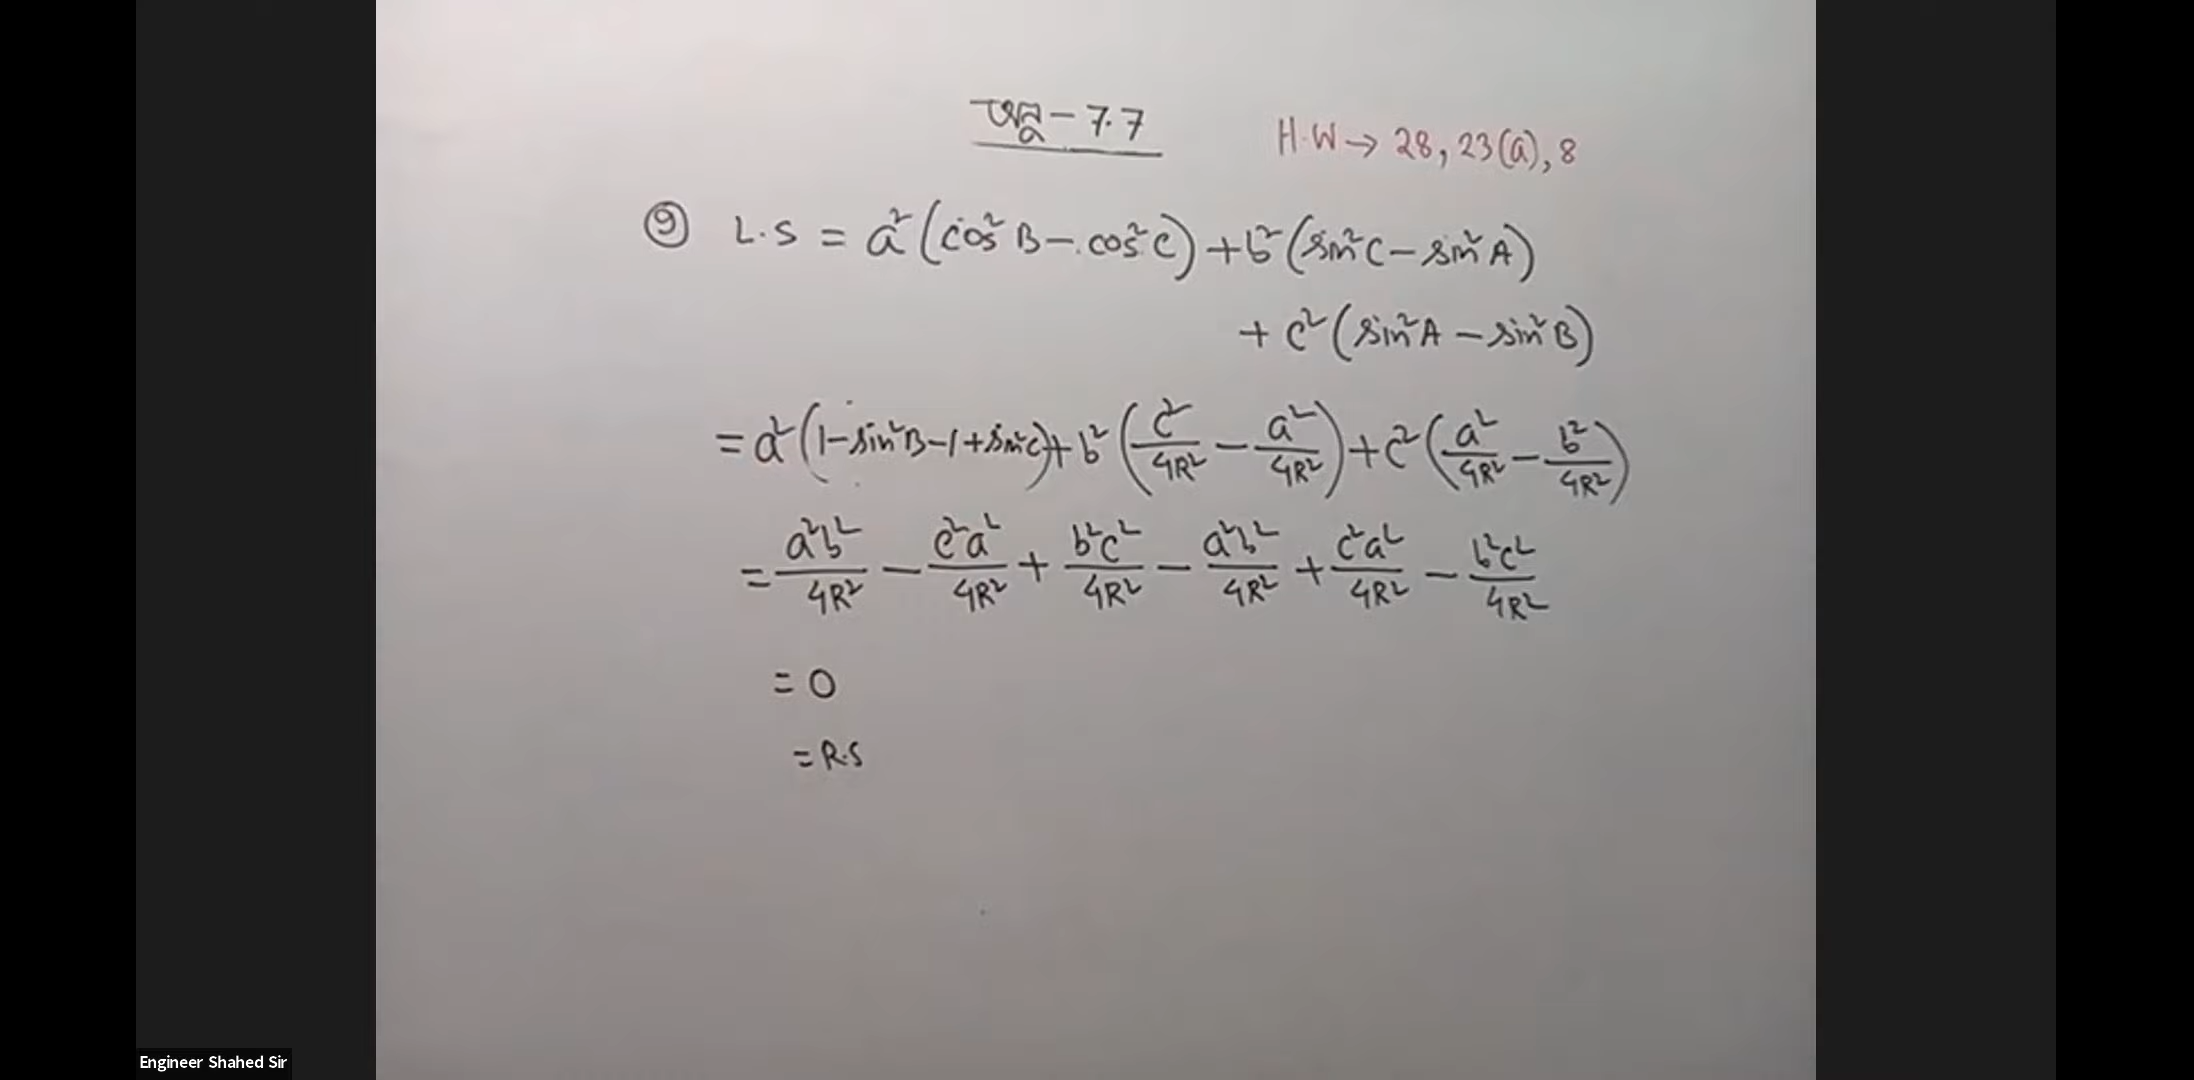 অনু - 7.7
H.W → 28, 23(a), 8
⑨ L.S = a²(cos²B - cos²C) + b²(sin²C - sin²A)
+ c²(sin²A - sin²B)
= a²(1 - sin²B - 1 + sin²C) + b²(c²/4R² - a²/4R²) + c²(a²/4R² - b²/4R²)
= a²b²/4R² - c²a²/4R² + b²c²/4R² - a²b²/4R² + c²a²/4R² - b²c²/4R²
= 0
= R.S
Engineer Shahed Sir